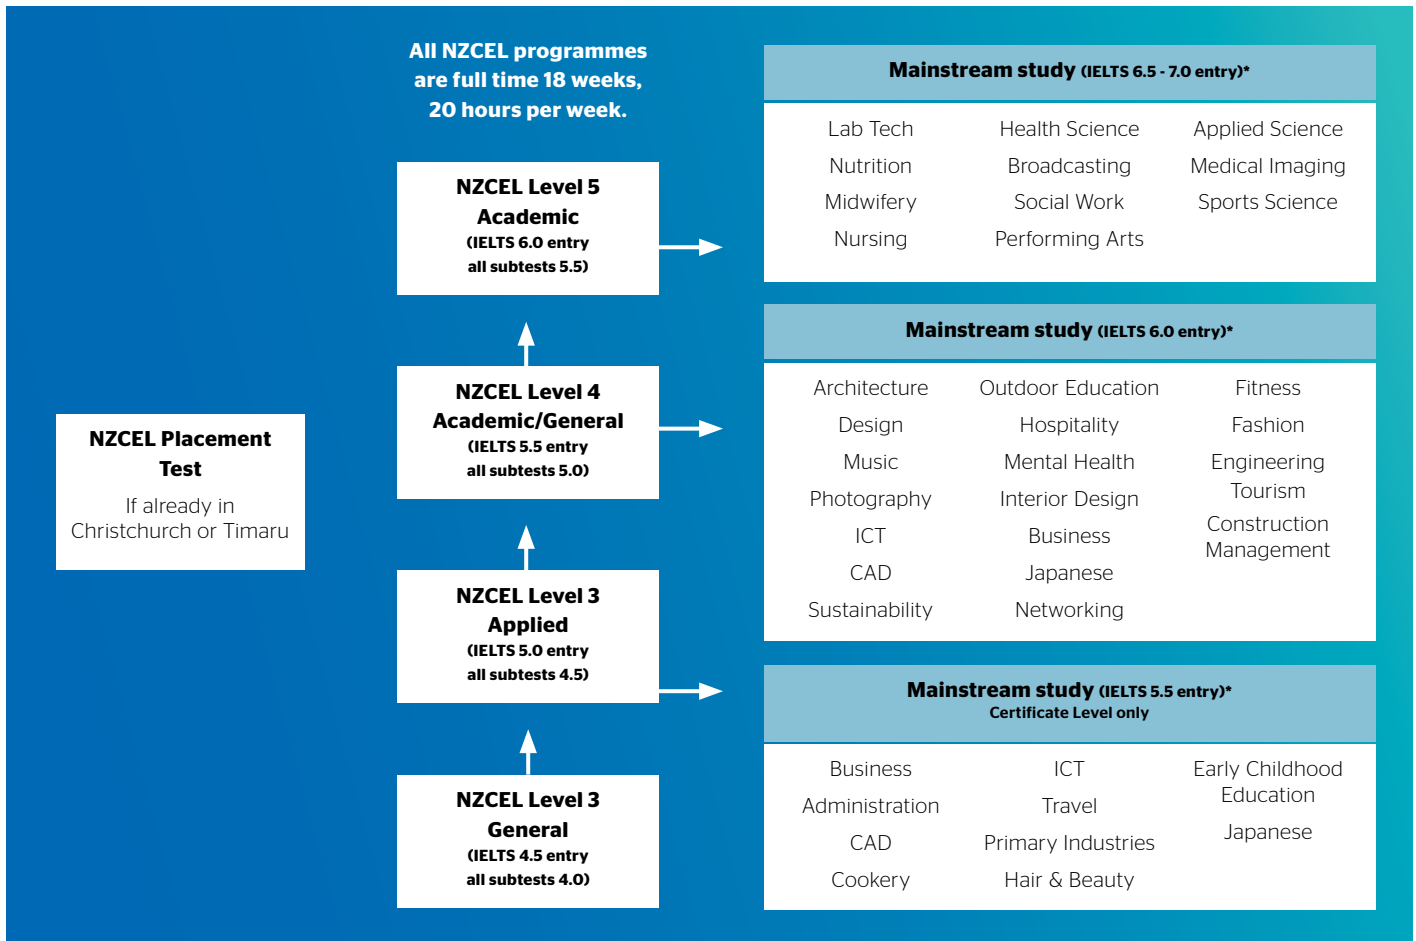 All NZCEL programmes
are full time 18 weeks,
20 hours per week.
NZCEL Placement
Test
If already in
Christchurch or Timaru
NZCEL Level 5
Academic
(IELTS 6.0 entry
all subtests 5.5)
NZCEL Level 4
Academic/General
(IELTS 5.5 entry
all subtests 5.0)
NZCEL Level 3
Applied
(IELTS 5.0 entry
all subtests 4.5)
NZCEL Level 3
General
(IELTS 4.5 entry
all subtests 4.0)
Mainstream study (IELTS 6.5 - 7.0 entry)*
Lab Tech
Nutrition
Midwifery
Nursing
Health Science
Broadcasting
Social Work
Performing Arts
Applied Science
Medical Imaging
Sports Science
Mainstream study (IELTS 6.0 entry)*
Architecture
Design
Music
Photography
ICT
CAD
Sustainability
Outdoor Education
Hospitality
Mental Health
Interior Design
Business
Japanese
Networking
Fitness
Fashion
Engineering
Tourism
Construction
Management
Mainstream study (IELTS 5.5 entry)*
Certificate Level only
Business
Administration
CAD
Cookery
ICT
Travel
Primary Industries
Hair & Beauty
Early Childhood
Education
Japanese